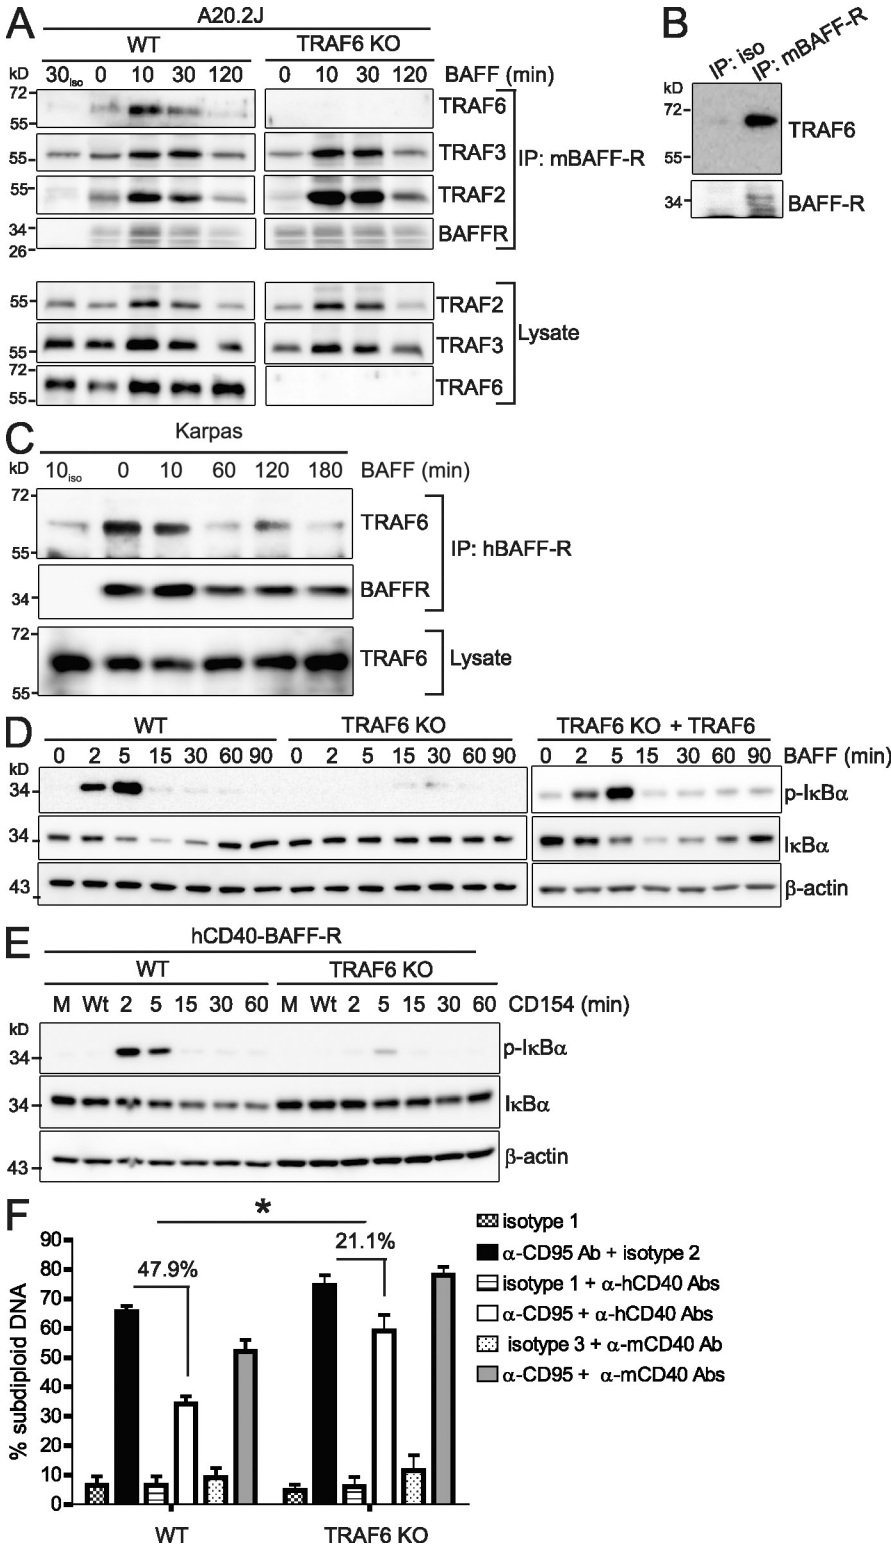 A
A20.2J
WT TRAF6 KO
kD 30iso 0 10 30 120 0 10 30 120 BAFF (min)
72
55
TRAF6
55
TRAF3
55
TRAF2
34
26
BAFFR
IP: mBAFF-R
55
TRAF2
55
TRAF3
72
55
TRAF6
Lysate
B
IP: iso
IP: mBAFF-R
kD
72
55
TRAF6
34
BAFF-R
C
Karpas
kD 10iso 0 10 60 120 180 BAFF (min)
72
55
TRAF6
34
BAFFR
IP: hBAFF-R
72
55
TRAF6
Lysate
D
WT TRAF6 KO TRAF6 KO + TRAF6
0 2 5 15 30 60 90 0 2 5 15 30 60 90 0 2 5 15 30 60 90 BAFF (min)
kD
34
p-IκBα
34
IκBα
43
β-actin
E
hCD40-BAFF-R
WT TRAF6 KO
M Wt 2 5 15 30 60 M Wt 2 5 15 30 60 CD154 (min)
kD
34
p-IκBα
34
IκBα
43
β-actin
F
*
47.9%
21.1%
% subdiploid DNA
90
80
70
60
50
40
30
20
10
0
WT TRAF6 KO
isotype 1
α-CD95 Ab + isotype 2
isotype 1 + α-hCD40 Abs
α-CD95 + α-hCD40 Abs
isotype 3 + α-mCD40 Ab
α-CD95 + α-mCD40 Abs